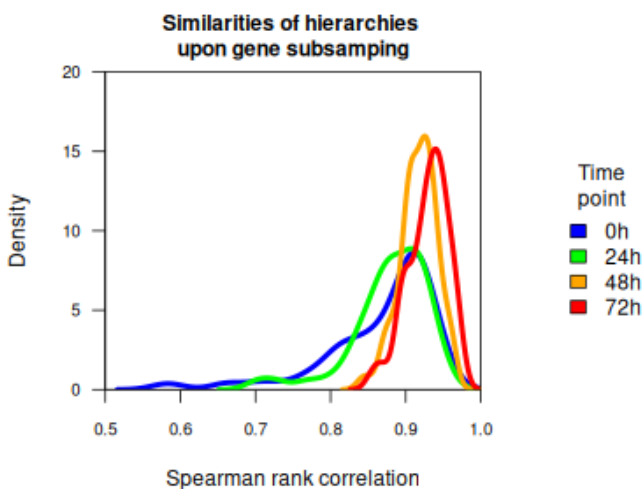 Similarities of hierarchies
upon gene subsamping
20
15
10
5
0
Density
0.5 0.6 0.7 0.8 0.9 1.0
Spearman rank correlation
Time
point
0h
24h
48h
72h